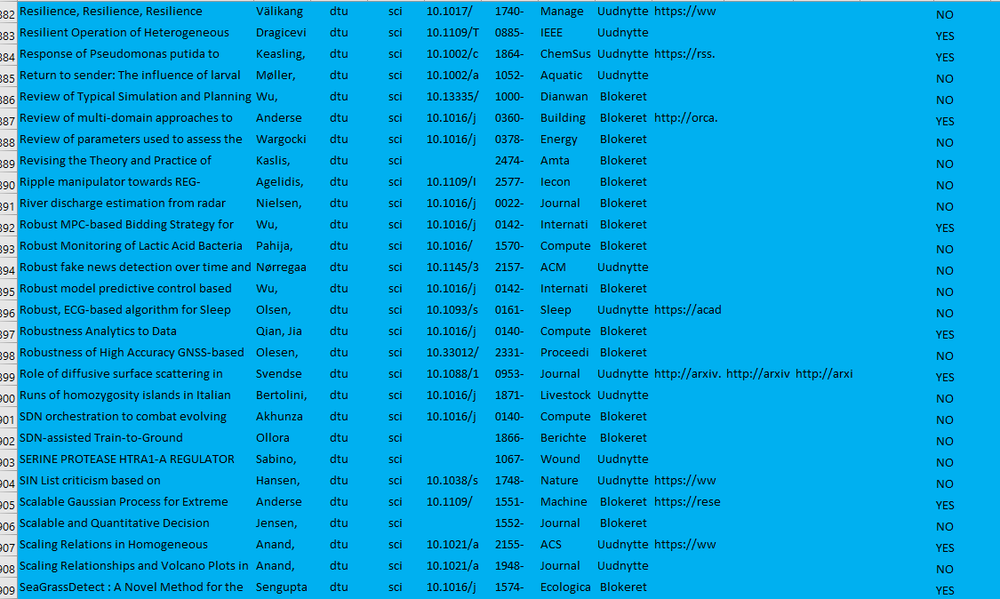 882 Resilience, Resilience, Resilience Välikang dtu sci 10.1017/ 1740- Manage Uudnytte https://ww NO
883 Resilient Operation of Heterogeneous Dragicevi dtu sci 10.1109/T 0885- IEEE Uudnytte YES
884 Response of Pseudomonas putida to Keasling, dtu sci 10.1002/c 1864- ChemSus Uudnytte https://rss. YES
885 Return to sender: The influence of larval Møller, dtu sci 10.1002/a 1052- Aquatic Uudnytte NO
886 Review of Typical Simulation and Planning Wu, dtu sci 10.13335/ 1000- Dianwan Blokeret NO
887 Review of multi-domain approaches to Anderse dtu sci 10.1016/j 0360- Building Blokeret http://orca. YES
888 Review of parameters used to assess the Wargocki dtu sci 10.1016/j 0378- Energy Blokeret NO
889 Revising the Theory and Practice of Kaslis, dtu sci 2474- Amta Blokeret NO
890 Ripple manipulator towards REG- Agelidis, dtu sci 10.1109/I 2577- Iecon Blokeret NO
891 River discharge estimation from radar Nielsen, dtu sci 10.1016/j 0022- Journal Blokeret NO
892 Robust MPC-based Bidding Strategy for Wu, dtu sci 10.1016/j 0142- Internati Blokeret YES
893 Robust Monitoring of Lactic Acid Bacteria Pahija, dtu sci 10.1016/ 1570- Compute Blokeret NO
894 Robust fake news detection over time and Nørregaa dtu sci 10.1145/3 2157- ACM Uudnytte NO
895 Robust model predictive control based Wu, dtu sci 10.1016/j 0142- Internati Blokeret NO
896 Robust, ECG-based algorithm for Sleep Olsen, dtu sci 10.1093/s 0161- Sleep Uudnytte https://acad NO
897 Robustness Analytics to Data Qian, Jia dtu sci 10.1016/j 0140- Compute Blokeret YES
898 Robustness of High Accuracy GNSS-based Olesen, dtu sci 10.33012/ 2331- Proceedi Blokeret NO
899 Role of diffusive surface scattering in Svendse dtu sci 10.1088/1 0953- Journal Uudnytte http://arxiv. http://arxiv http://arxi YES
900 Runs of homozygosity islands in Italian Bertolini, dtu sci 10.1016/j 1871- Livestock Uudnytte NO
901 SDN orchestration to combat evolving Akhunza dtu sci 10.1016/j 0140- Compute Blokeret NO
902 SDN-assisted Train-to-Ground Ollora dtu sci 1866- Berichte Blokeret NO
903 SERINE PROTEASE HTRA1-A REGULATOR Sabino, dtu sci 1067- Wound Uudnytte NO
904 SIN List criticism based on Hansen, dtu sci 10.1038/s 1748- Nature Uudnytte https://ww NO
905 Scalable Gaussian Process for Extreme Anderse dtu sci 10.1109/ 1551- Machine Blokeret https://rese YES
906 Scalable and Quantitative Decision Jensen, dtu sci 1552- Journal Blokeret NO
907 Scaling Relations in Homogeneous Anand, dtu sci 10.1021/a 2155- ACS Uudnytte https://ww YES
908 Scaling Relationships and Volcano Plots in Anand, dtu sci 10.1021/a 1948- Journal Uudnytte NO
909 SeaGrassDetect : A Novel Method for the Sengupta dtu sci 10.1016/j 1574- Ecologica Blokeret YES